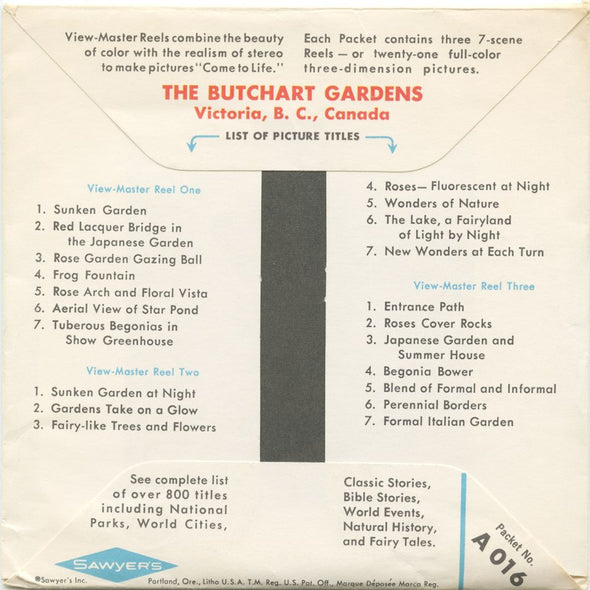 View-Master Reels combine the beauty
of color with the realism of stereo
to make pictures "Come to Life."
Each Packet contains three 7-scene
Reels — or twenty-one full-color
three-dimension pictures.
THE BUTCHART GARDENS
Victoria, B. C., Canada
LIST OF PICTURE TITLES
View-Master Reel One
1. Sunken Garden
2. Red Lacquer Bridge in
the Japanese Garden
3. Rose Garden Gazing Ball
4. Frog Fountain
5. Rose Arch and Floral Vista
6. Aerial View of Star Pond
7. Tuberous Begonias in
Show Greenhouse
View-Master Reel Two
1. Sunken Garden at Night
2. Gardens Take on a Glow
3. Fairy-like Trees and Flowers
4. Roses— Fluorescent at Night
5. Wonders of Nature
6. The Lake, a Fairyland
of Light by Night
7. New Wonders at Each Turn
View-Master Reel Three
1. Entrance Path
2. Roses Cover Rocks
3. Japanese Garden and
Summer House
4. Begonia Bower
5. Blend of Formal and Informal
6. Perennial Borders
7. Formal Italian Garden
See complete list
of over 800 titles
including National
Parks, World Cities,
Classic Stories,
Bible Stories,
World Events,
Natural History,
and Fairy Tales.
Packet No.
A 016
SAWYER'S
®Sawyer's Inc.
Portland, Ore., Litho U.S.A. T.M. Reg. U.S. Pat. Off., Marque Déposée Marca Reg.